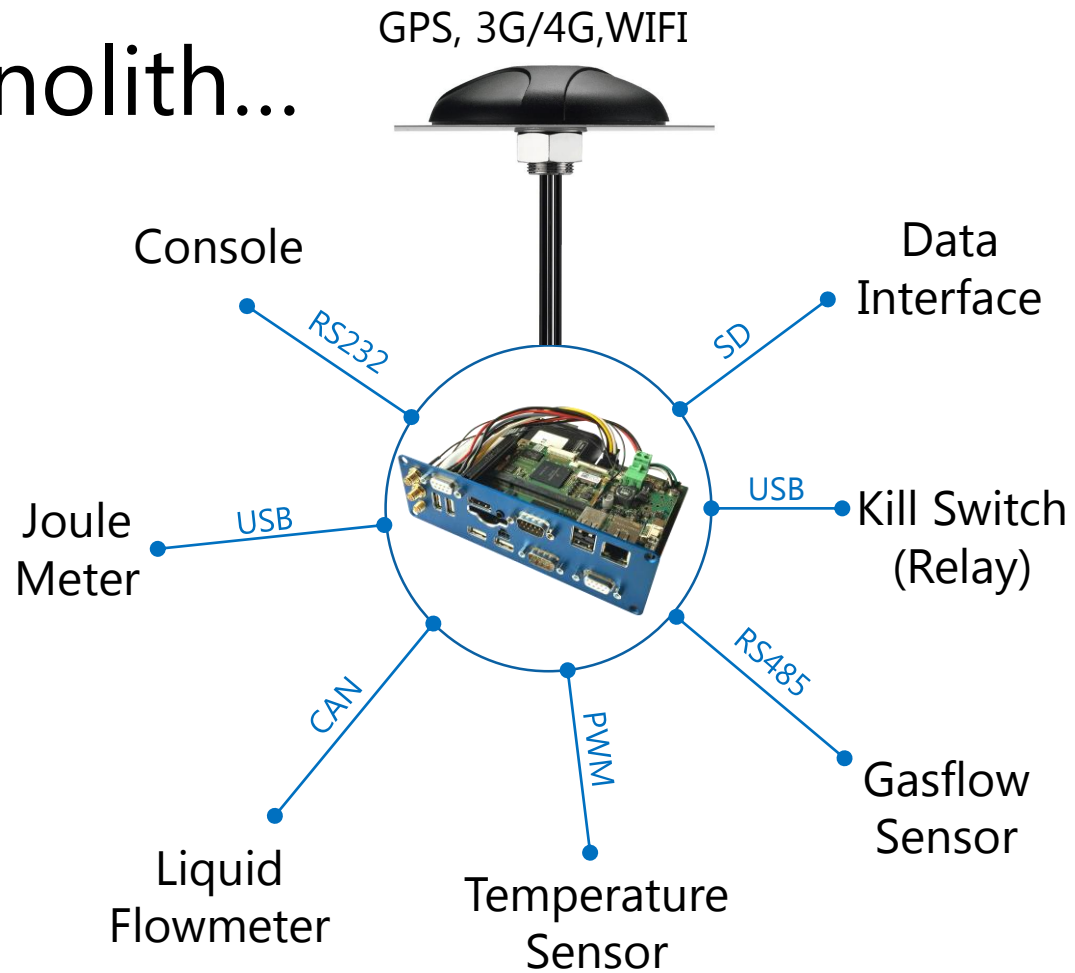 GPS, 3G/4G,WIFI
nolith...
Console
RS232
Data
Interface
SD
Joule
Meter
USB
USB
Kill Switch
(Relay)
CAN
PWM
RS485
Liquid
Flowmeter
Temperature
Sensor
Gasflow
Sensor